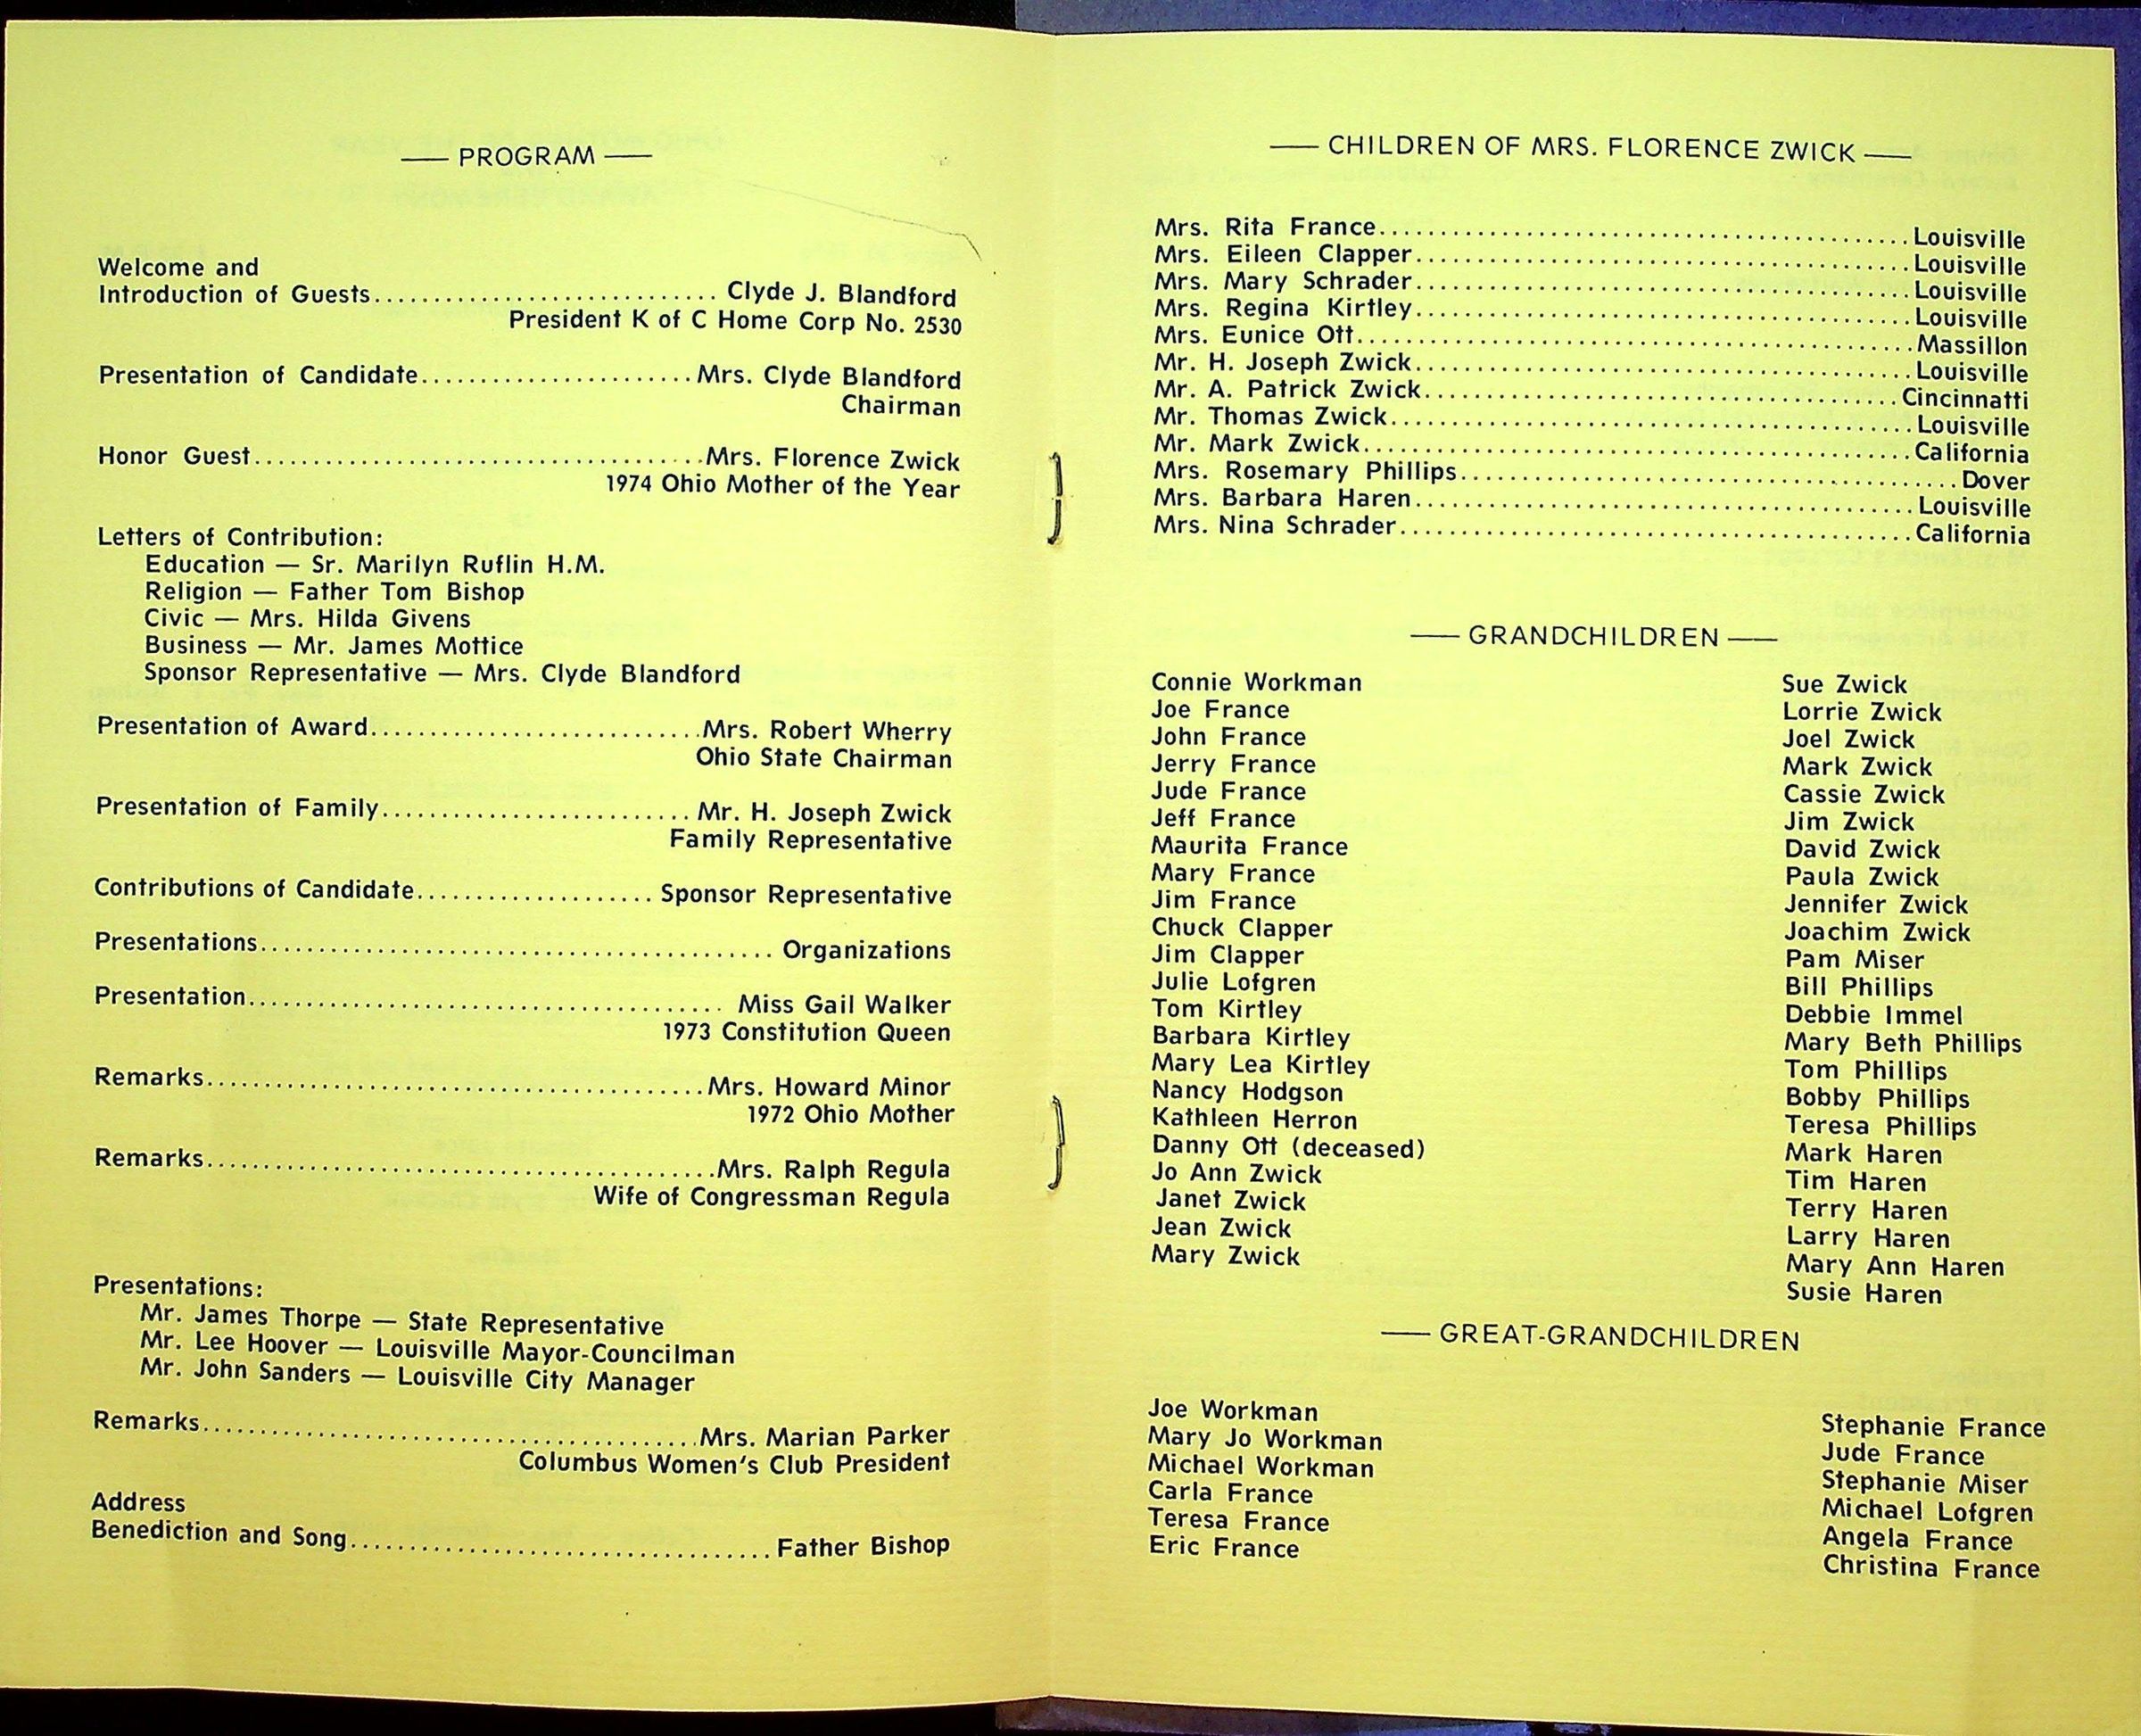 — PROGRAM —
Welcome and
Introduction of Guests............................. Clyde J. Blandford
President K of C Home Corp No. 2530
Presentation of Candidate.......................Mrs. Clyde Blandford
Chairman
Honor Guest......................................Mrs. Florence Zwick
1974 Ohio Mother of the Year
Letters of Contribution:
Education — Sr. Marilyn Ruflin H.M.
Religion — Father Tom Bishop
Civic — Mrs. Hilda Givens
Business — Mr. James Mottice
Sponsor Representative — Mrs. Clyde Blandford
Presentation of Award............................Mrs. Robert Wherry
Ohio State Chairman
Presentation of Family.......................... Mr. H. Joseph Zwick
Family Representative
Contributions of Candidate.................... Sponsor Representative
Presentations............................................ Organizations
Presentation........................................ Miss Gail Walker
1973 Constitution Queen
Remarks..........................................Mrs. Howard Minor
1972 Ohio Mother
Remarks...........................................Mrs. Ralph Regula
Wife of Congressman Regula
Presentations:
Mr. James Thorpe — State Representative
Mr. Lee Hoover — Louisville Mayor-Councilman
Mr. John Sanders — Louisville City Manager
Remarks..........................................Mrs. Marian Parker
Columbus Women's Club President
Address
Benediction and Song....................................Father Bishop
— CHILDREN OF MRS. FLORENCE ZWICK —
Mrs. Rita France.............................................Louisville
Mrs. Eileen Clapper..........................................Louisville
Mrs. Mary Schrader..........................................Louisville
Mrs. Regina Kirtley..........................................Louisville
Mrs. Eunice Ott...............................................Massillon
Mr. H. Joseph Zwick..........................................Louisville
Mr. A. Patrick Zwick........................................Cincinnatti
Mr. Thomas Zwick............................................Louisville
Mr. Mark Zwick..............................................California
Mrs. Rosemary Phillips..........................................Dover
Mrs. Barbara Haren..........................................Louisville
Mrs. Nina Schrader...........................................California
— GRANDCHILDREN —
Connie Workman
Joe France
John France
Jerry France
Jude France
Jeff France
Maurita France
Mary France
Jim France
Chuck Clapper
Jim Clapper
Julie Lofgren
Tom Kirtley
Barbara Kirtley
Mary Lea Kirtley
Nancy Hodgson
Kathleen Herron
Danny Ott (deceased)
Jo Ann Zwick
Janet Zwick
Jean Zwick
Mary Zwick
Sue Zwick
Lorrie Zwick
Joel Zwick
Mark Zwick
Cassie Zwick
Jim Zwick
David Zwick
Paula Zwick
Jennifer Zwick
Joachim Zwick
Pam Miser
Bill Phillips
Debbie Immel
Mary Beth Phillips
Tom Phillips
Bobby Phillips
Teresa Phillips
Mark Haren
Tim Haren
Terry Haren
Larry Haren
Mary Ann Haren
Susie Haren
— GREAT-GRANDCHILDREN
Joe Workman
Mary Jo Workman
Michael Workman
Carla France
Teresa France
Eric France
Stephanie France
Jude France
Stephanie Miser
Michael Lofgren
Angela France
Christina France